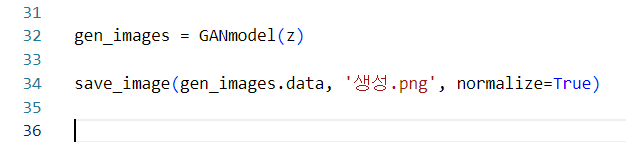 31
32 gen_images = GANmodel(z)
33
34 save_image(gen_images.data, '생성.png', normalize=True)
35
36